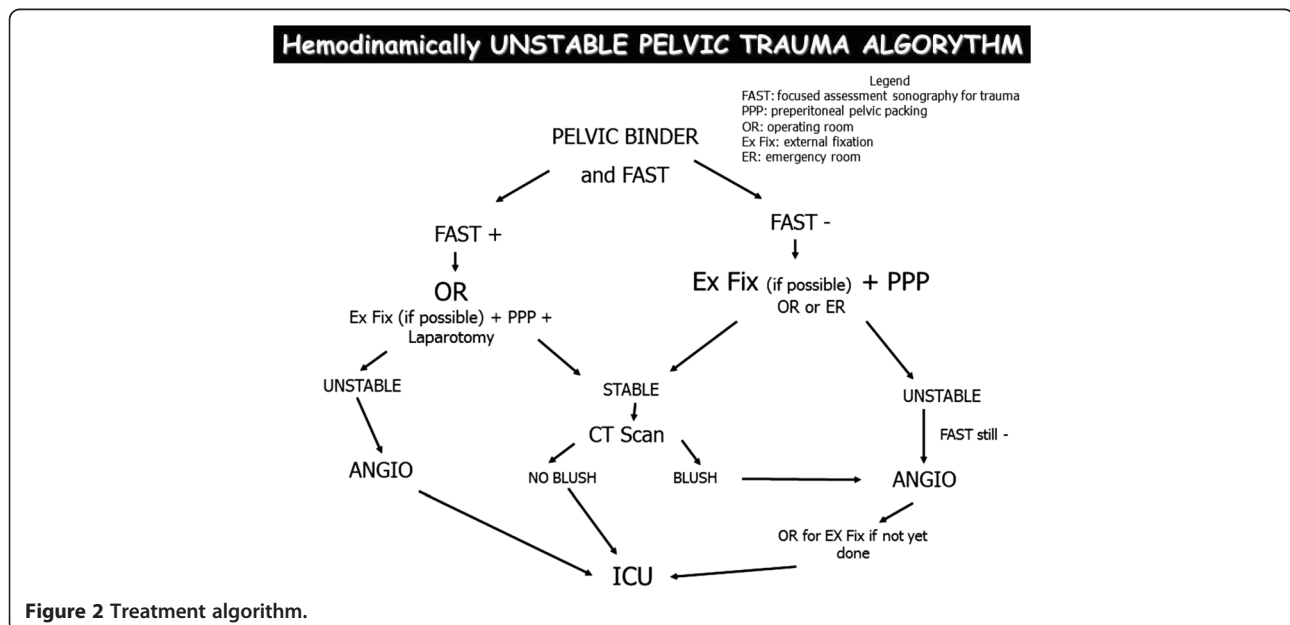 Hemodinamically UNSTABLE PELVIC TRAUMA ALGORYTHM
Legend
FAST: focused assessment sonography for trauma
PPP: preperitoneal pelvic packing
OR: operating room
Ex Fix: external fixation
ER: emergency room
PELVIC BINDER
and FAST
FAST +
FAST -
OR
Ex Fix (if possible) + PPP +
Laparotomy
Ex Fix (if possible) + PPP
OR or ER
UNSTABLE
STABLE
UNSTABLE
CT Scan
FAST still -
ANGIO
NO BLUSH
BLUSH
ANGIO
OR for EX Fix if not yet
done
ICU
Figure 2 Treatment algorithm.